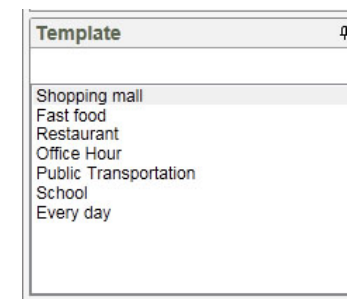 Template
Shopping mall
Fast food
Restaurant
Office Hour
Public Transportation
School
Every day